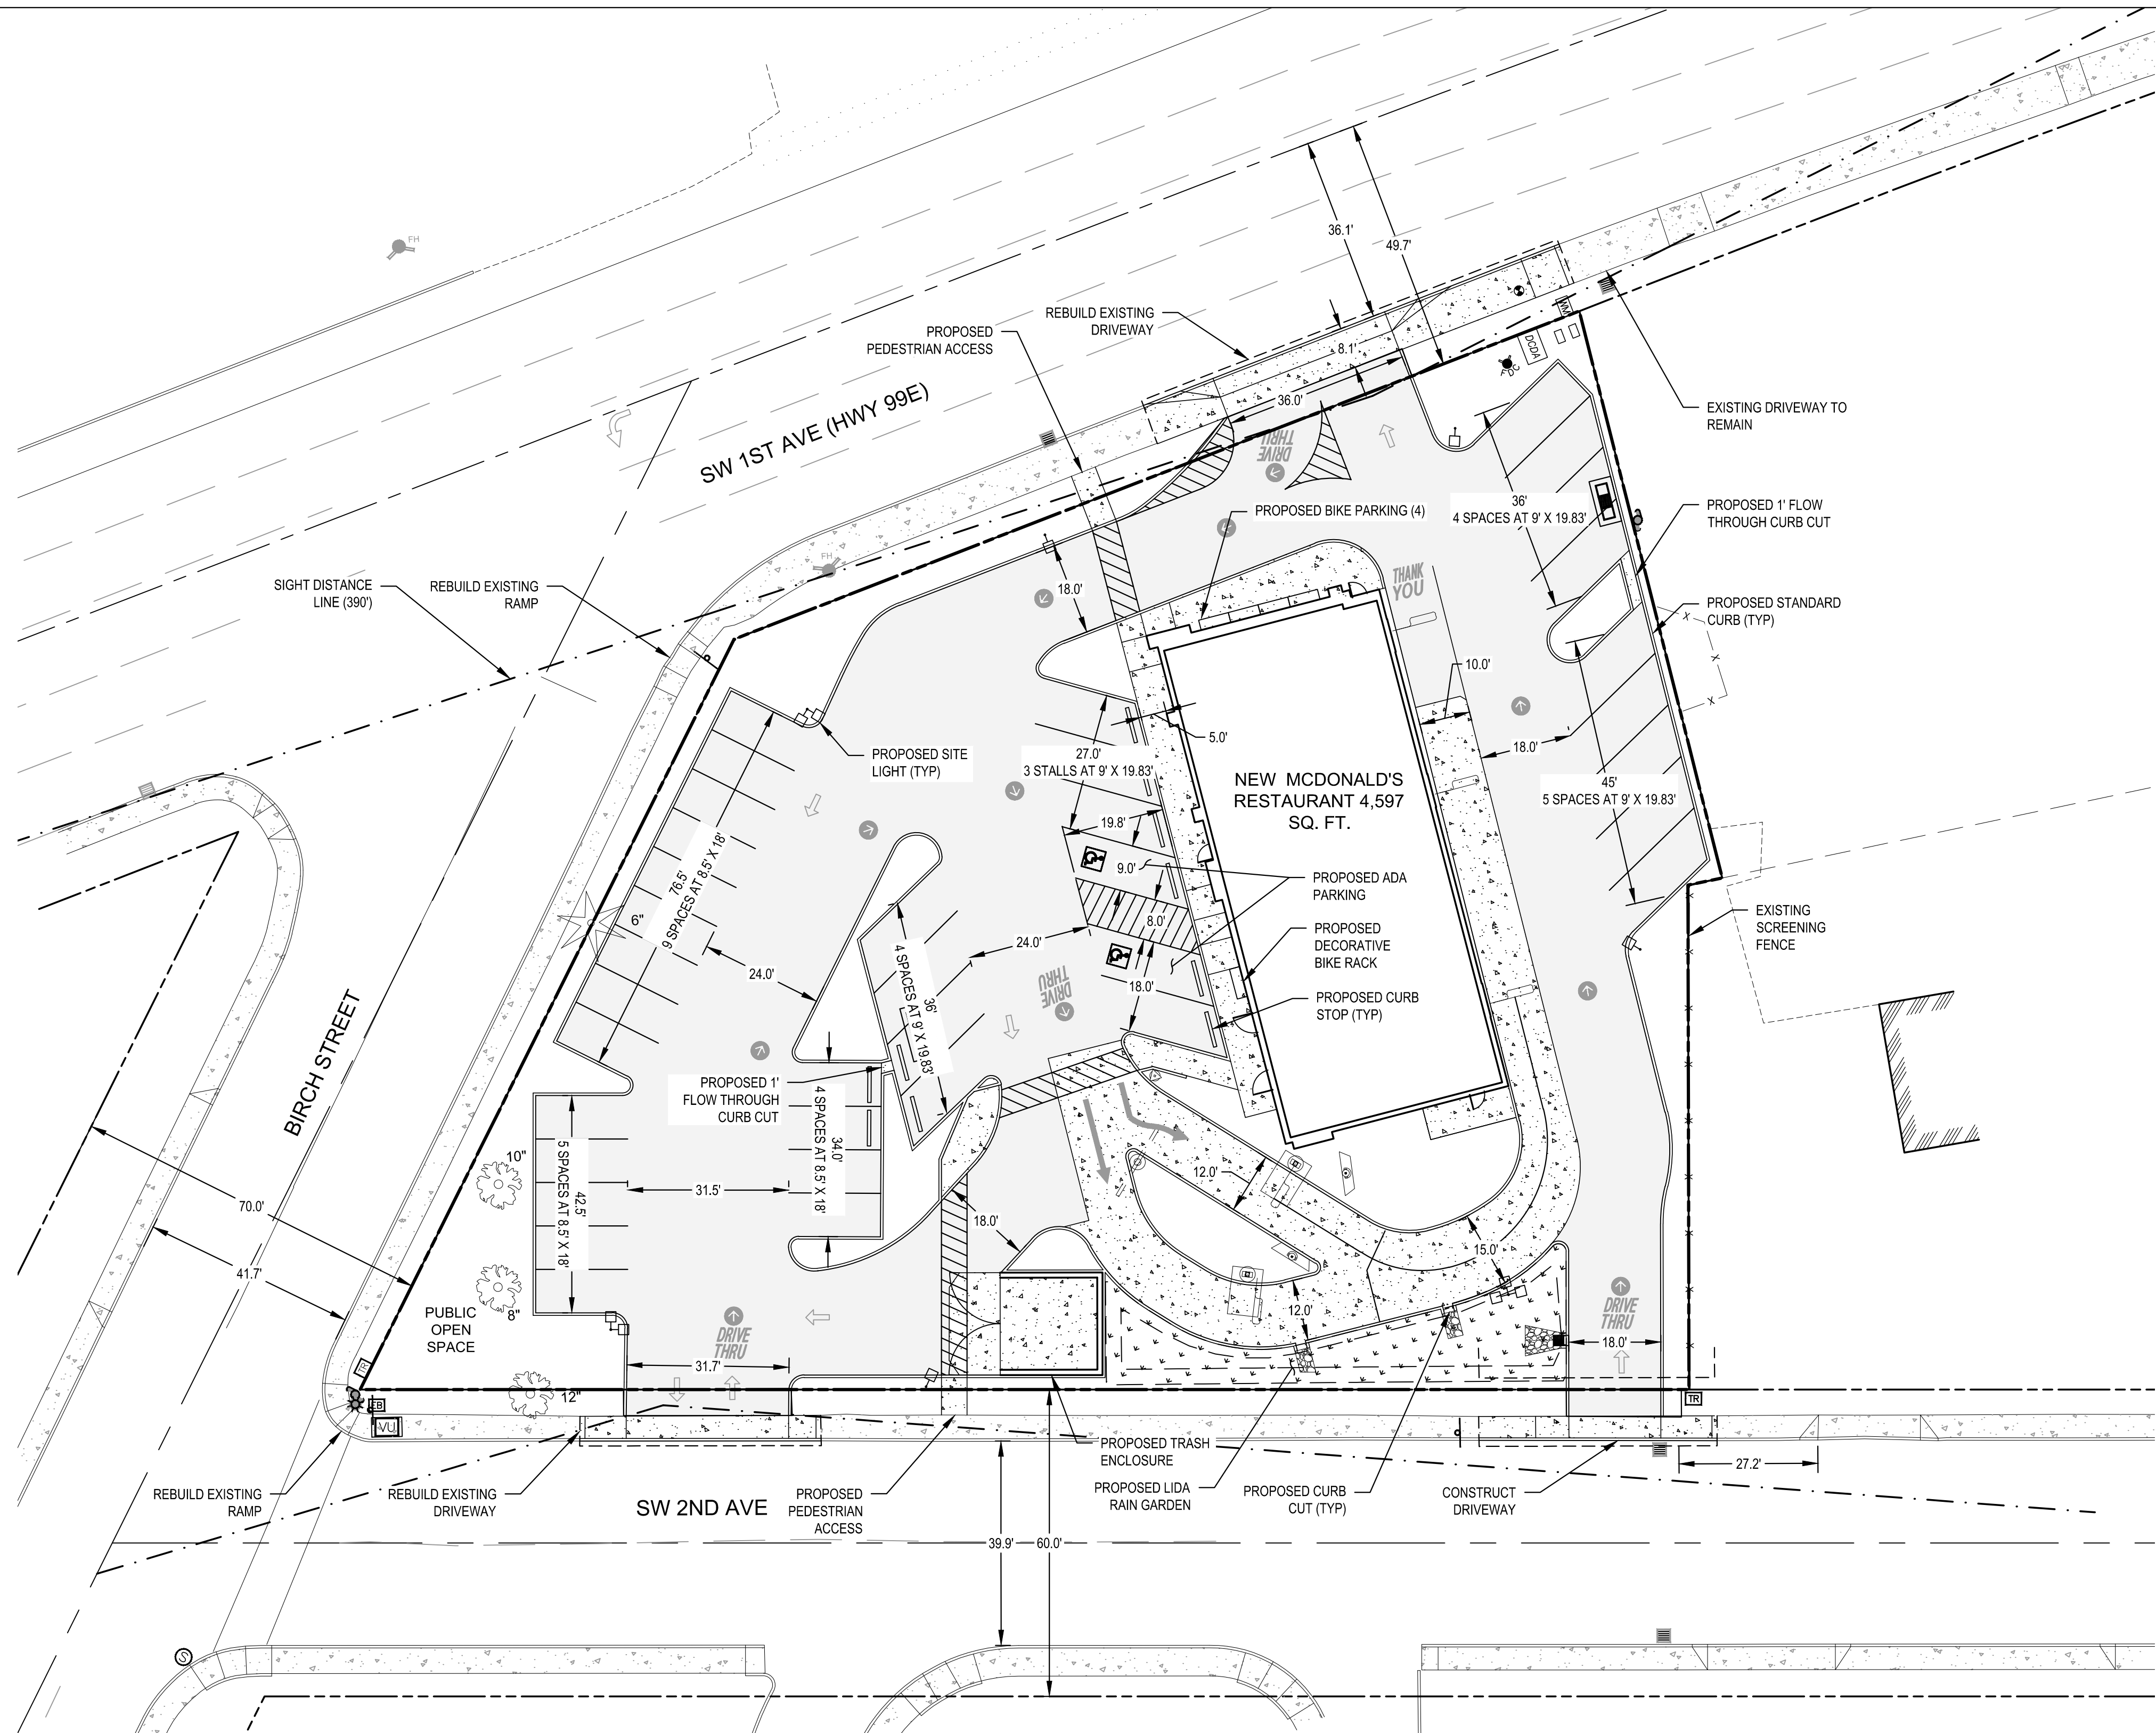 FH
36.1'
49.7'
REBUILD EXISTING
DRIVEWAY
PROPOSED
PEDESTRIAN ACCESS
8.1'
WM
DCDA
FDC
36.0'
SW 1ST AVE (HWY 99E)
EXISTING DRIVEWAY TO
REMAIN
DRIVE
THRU
36'
4 SPACES AT 9' X 19.83'
PROPOSED BIKE PARKING (4)
PROPOSED 1' FLOW
THROUGH CURB CUT
FH
THANK
YOU
SIGHT DISTANCE
LINE (390')
REBUILD EXISTING
RAMP
18.0'
PROPOSED STANDARD
CURB (TYP)
X
X
X
10.0'
5.0'
PROPOSED SITE
LIGHT (TYP)
27.0'
3 STALLS AT 9' X 19.83'
18.0'
NEW MCDONALD'S
RESTAURANT 4,597
SQ. FT.
45'
5 SPACES AT 9' X 19.83'
19.8'
9.0'
76.5'
9 SPACES AT 8.5' X 18'
PROPOSED ADA
PARKING
6"
8.0'
EXISTING
SCREENING
FENCE
24.0'
24.0'
36'
4 SPACES AT 9' X 19.83'
PROPOSED
DECORATIVE
BIKE RACK
DRIVE
THRU
18.0'
PROPOSED CURB
STOP (TYP)
BIRCH STREET
PROPOSED 1'
FLOW THROUGH
CURB CUT
34.0'
4 SPACES AT 8.5' X 18'
10"
42.5'
5 SPACES AT 8.5' X 18'
31.5'
12.0'
70.0'
18.0'
15.0'
41.7'
PUBLIC
OPEN
SPACE
8"
DRIVE
THRU
12.0'
DRIVE
THRU
18.0'
31.7'
TR
12"
EB
VU
TR
PROPOSED TRASH
ENCLOSURE
27.2'
REBUILD EXISTING
RAMP
REBUILD EXISTING
DRIVEWAY
SW 2ND AVE
PROPOSED
PEDESTRIAN
ACCESS
PROPOSED LIDA
RAIN GARDEN
PROPOSED CURB
CUT (TYP)
CONSTRUCT
DRIVEWAY
39.9'
60.0'
S